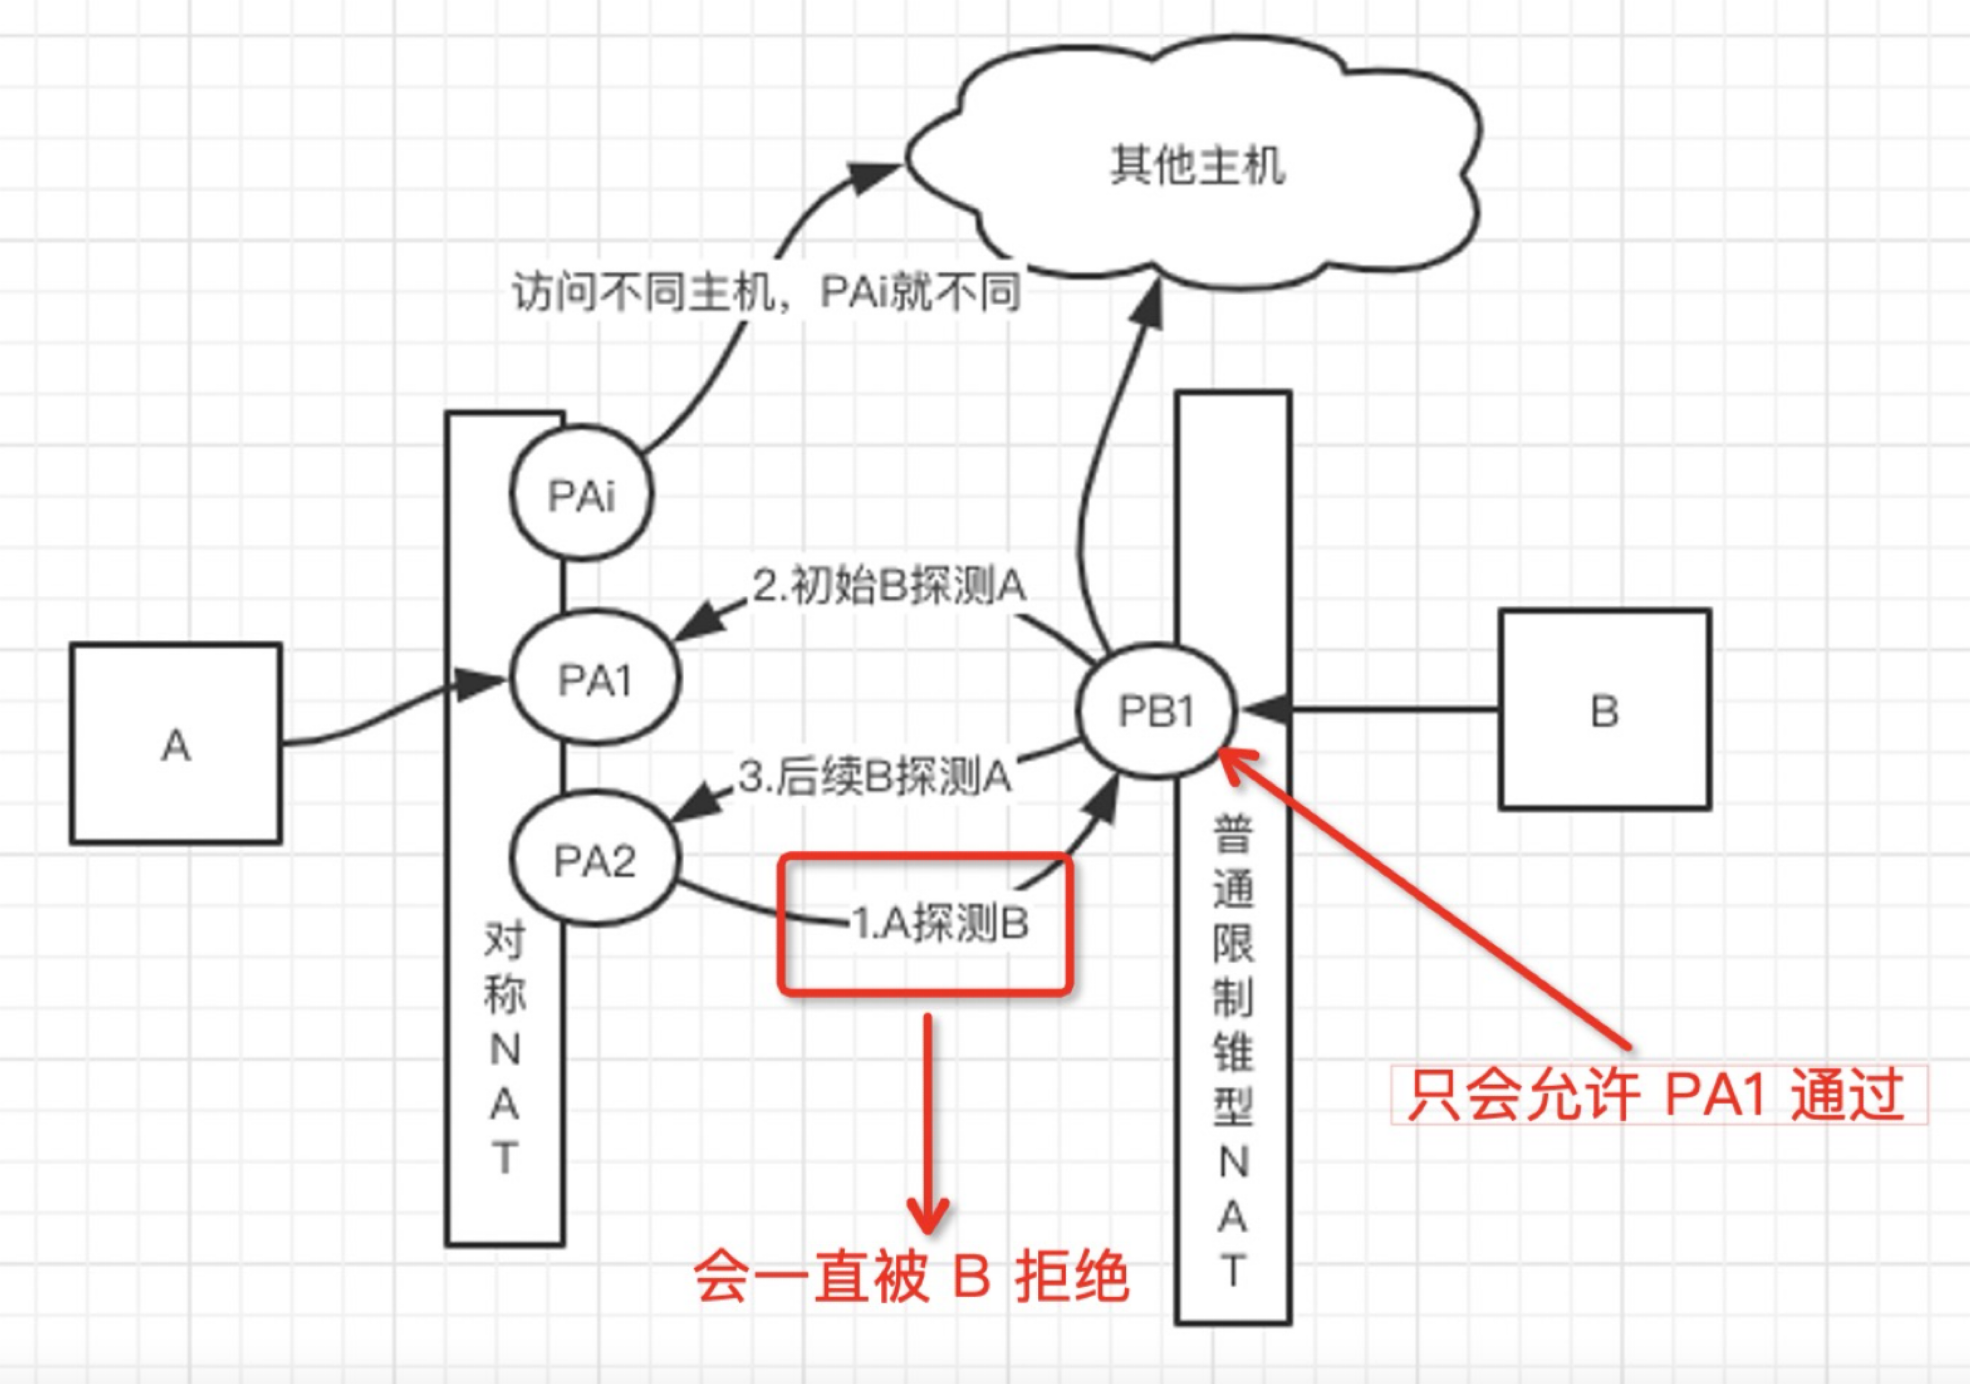 其他主机
访问不同主机，PAi就不同
PAi
2.初始B探测A
PA1
A
PB1
B
3.后续B探测A
PA2
1.A探测B
对称NAT
普通限制锥型NAT
只会允许 PA1 通过
会一直被 B 拒绝